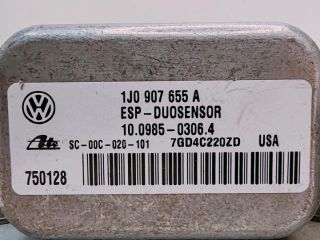 1J0 907 655 A
ESP-DUOSENSOR
10.0985-0306.4
Ate SC-00C-020-101 7GD4C220ZD USA
750128